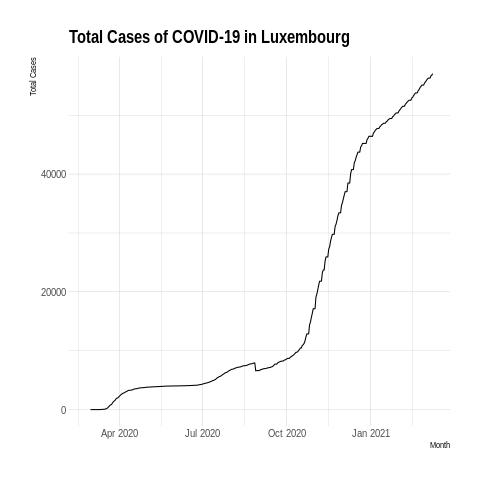 Total Cases of COVID-19 in Luxembourg
Total Cases
40000
20000
0
Apr 2020
Jul 2020
Oct 2020
Jan 2021
Month